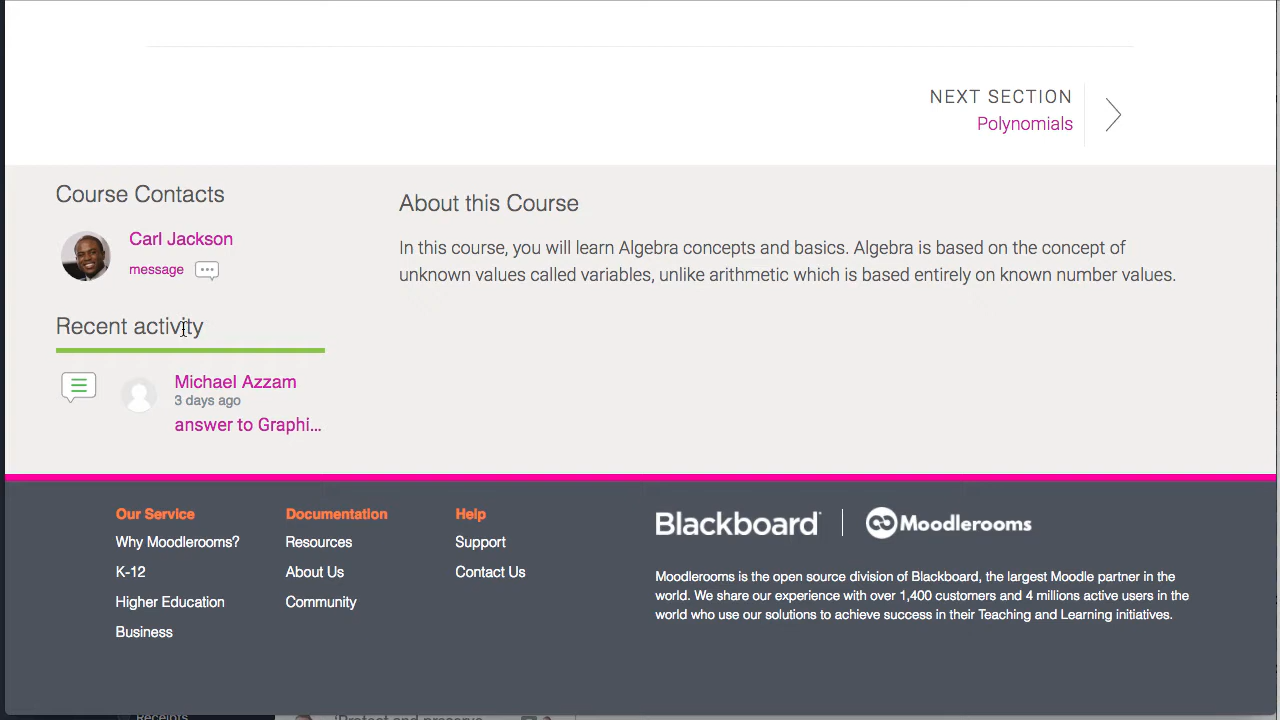 NEXT SECTION
Polynomials
Course Contacts
Carl Jackson
message
Recent activity
Michael Azzam
3 days ago
answer to Graphi...
About this Course
In this course, you will learn Algebra concepts and basics. Algebra is based on the concept of
unknown values called variables, unlike arithmetic which is based entirely on known number values.
Our Service
Why Moodlerooms?
K-12
Higher Education
Business
Documentation
Resources
About Us
Community
Help
Support
Contact Us
Blackboard
Moodlerooms
Moodlerooms is the open source division of Blackboard, the largest Moodle partner in the
world. We share our experience with over 1,400 customers and 4 millions active users in the
world who use our solutions to achieve success in their Teaching and Learning initiatives.
Receipts
'Protect and preserve